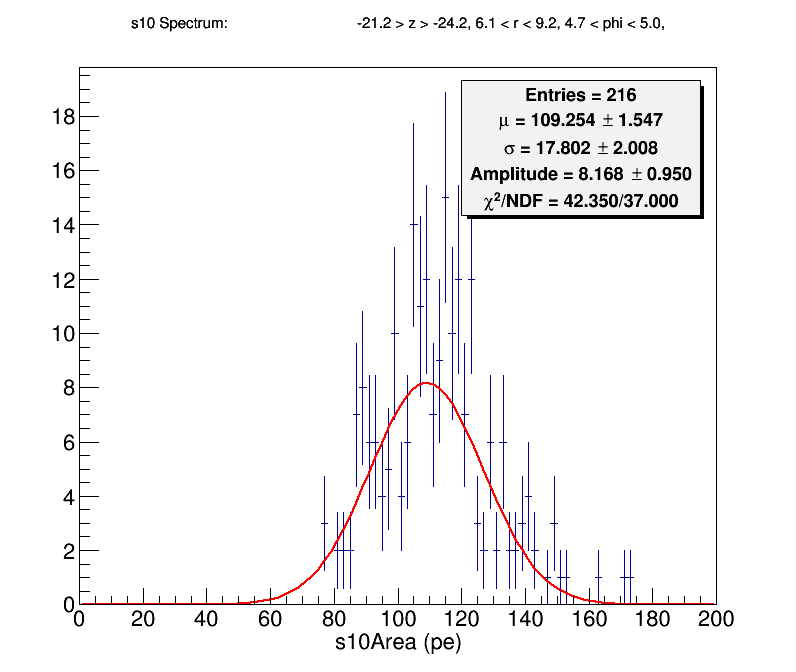 s10 Spectrum: -21.2 > z > -24.2, 6.1 < r < 9.2, 4.7 < phi < 5.0,
Entries = 216
μ = 109.254 ± 1.547
σ = 17.802 ± 2.008
Amplitude = 8.168 ± 0.950
χ²/NDF = 42.350/37.000
18
16
14
12
10
8
6
4
2
0
0 20 40 60 80 100 120 140 160 180 200
s10Area (pe)